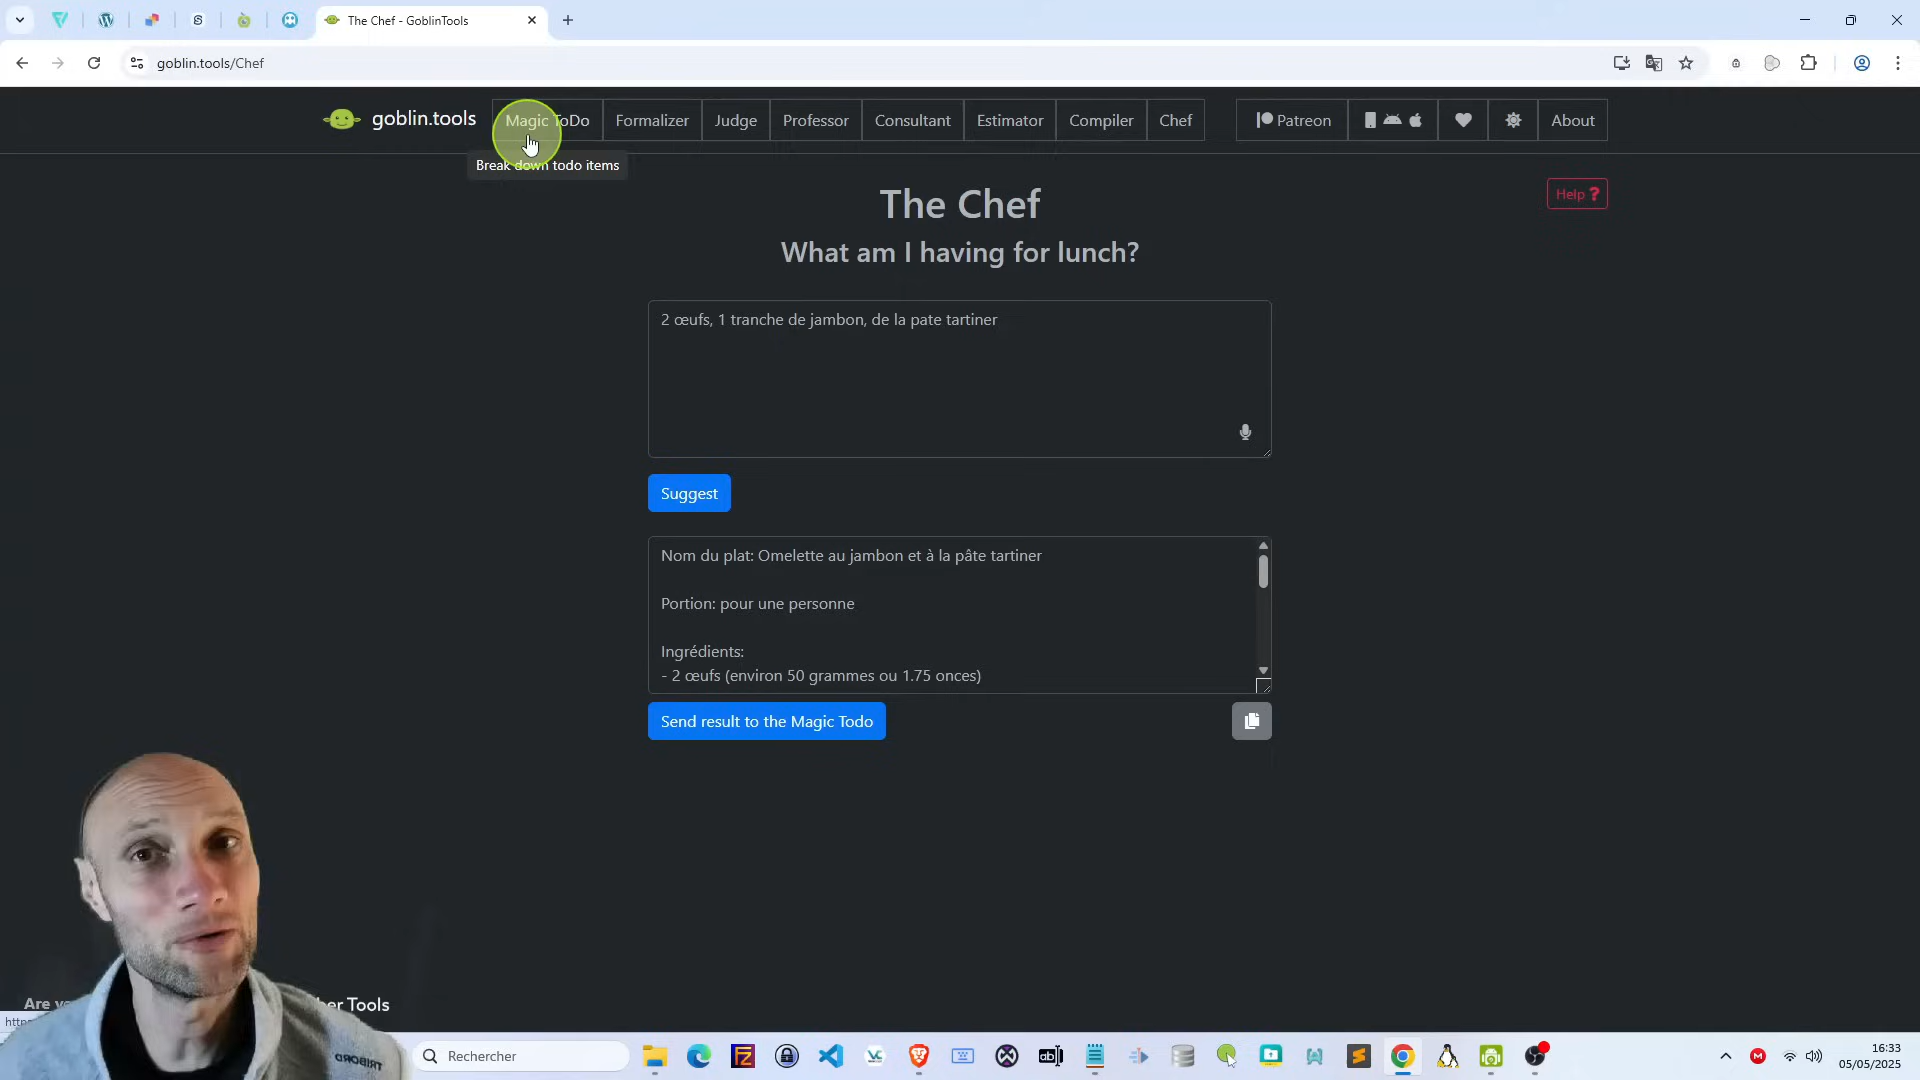 The Chef - GoblinTools
goblin.tools/Chef
goblin.tools
Magic ToDo
Formalizer
Judge
Professor
Consultant
Estimator
Compiler
Chef
Patreon
About
Break down todo items
The Chef
Help ?
What am I having for lunch?
2 œufs, 1 tranche de jambon, de la pate tartiner
Suggest
Nom du plat: Omelette au jambon et à la pâte tartiner
Portion: pour une personne
Ingrédients:
- 2 œufs (environ 50 grammes ou 1.75 onces)
Send result to the Magic Todo
Are
Tools
Rechercher
16:33
05/05/2025